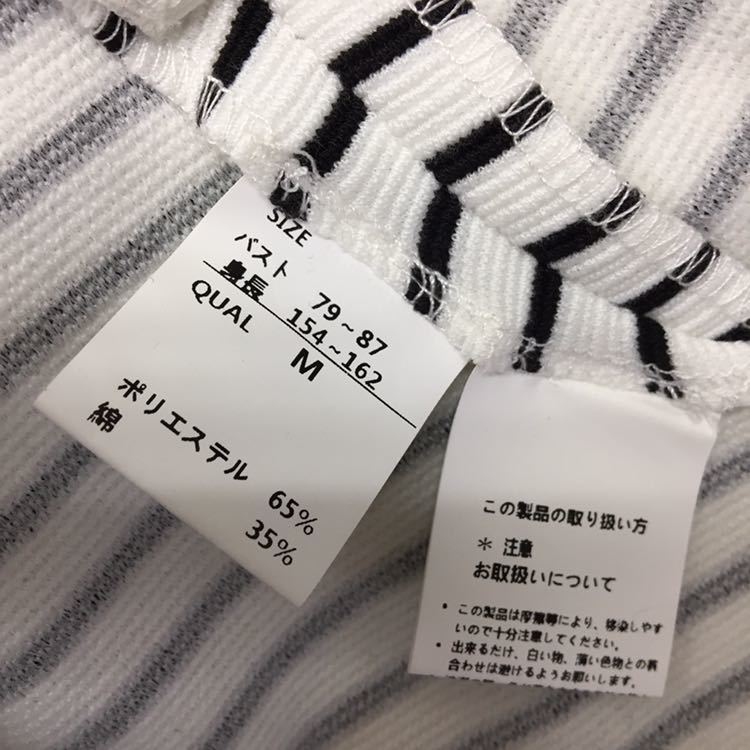 SIZE
バスト 79~87
身長 154~162
M
QUAL
ポリエステル 65%
綿 35%
この製品の取り扱い方
＊ 注意
お取扱いについて
• この製品は摩擦等により、移染しやす
いので十分注意してください。
• 出来るだけ、白い物、薄い色物との組
合わせは避けるようお願いします。